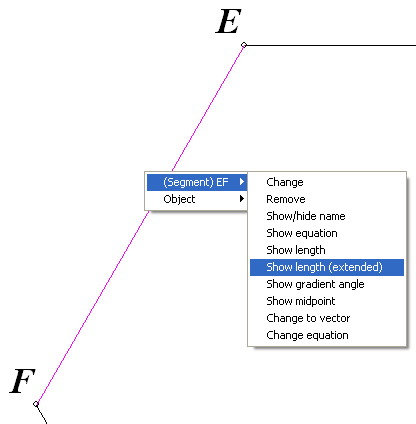 E
(Segment) EF
Object
Change
Remove
Show/hide name
Show equation
Show length
Show length (extended)
Show gradient angle
Show midpoint
Change to vector
Change equation
F